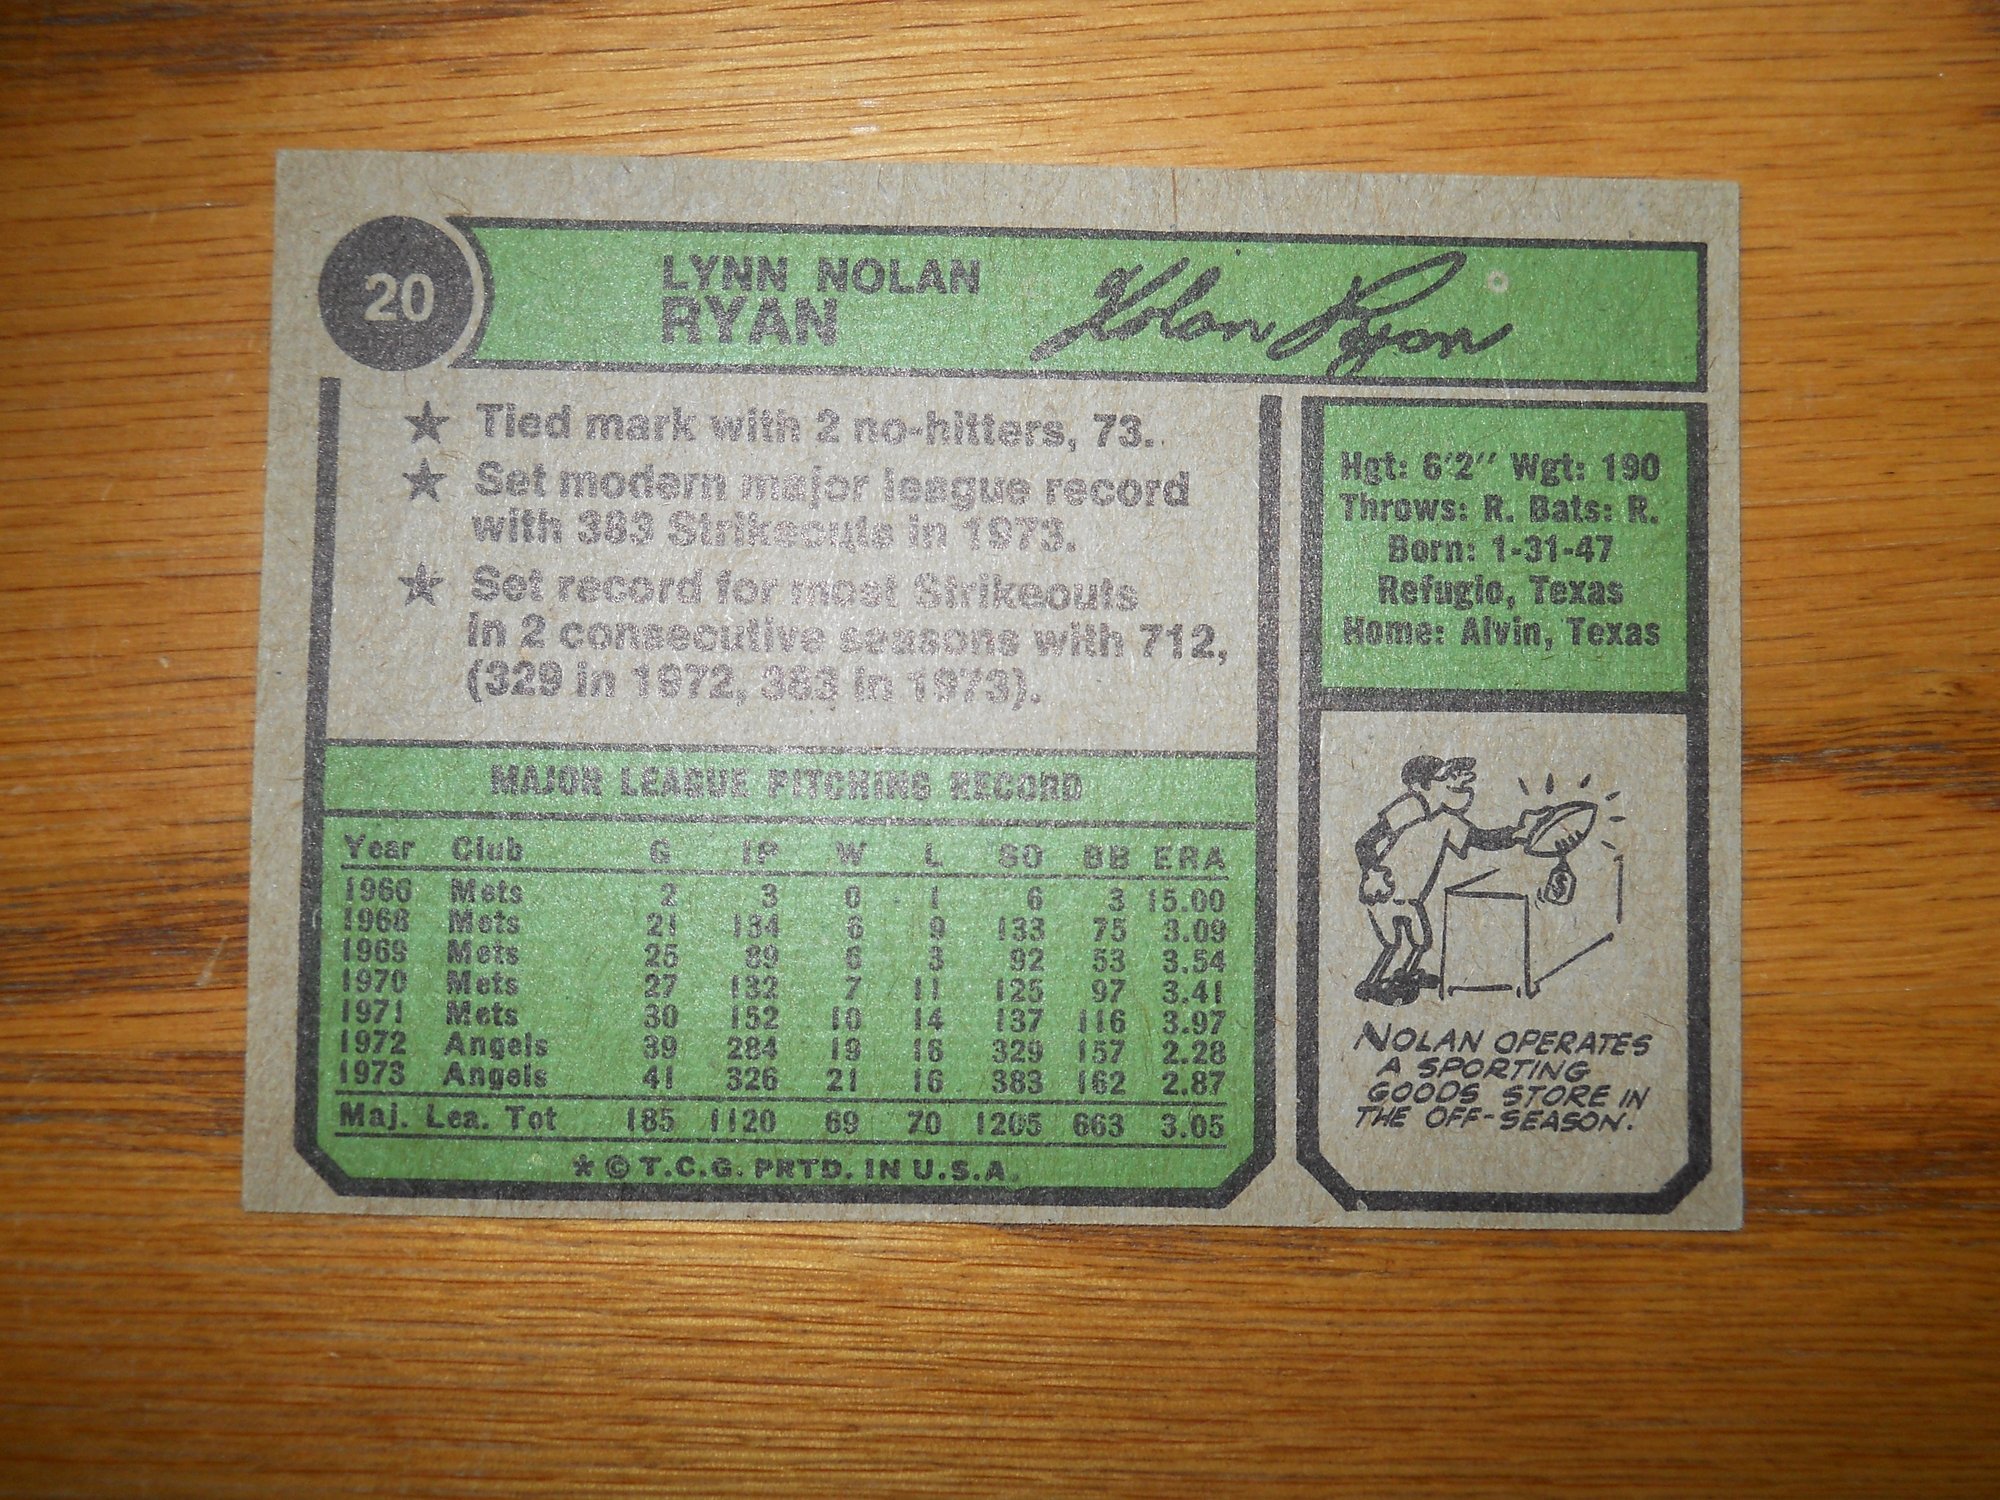 20
LYNN NOLAN
RYAN
Nolan Ryan
★ Tied mark with 2 no-hitters, 73.
★ Set modern major league record
with 383 Strikeouts in 1973.
★ Set record for most Strikeouts
in 2 consecutive seasons with 712,
(329 in 1972, 383 in 1973).
Hgt: 6'2" Wgt: 190
Throws: R. Bats: R.
Born: 1-31-47
Refugio, Texas
Home: Alvin, Texas
MAJOR LEAGUE PITCHING RECORD
Year Club G IP W L SO BB ERA
1966 Mets 2 3 0 1 6 3 15.00
1968 Mets 21 134 6 9 133 75 3.09
1969 Mets 25 89 6 3 92 53 3.54
1970 Mets 27 132 7 11 125 97 3.41
1971 Mets 30 152 10 14 137 116 3.97
1972 Angels 39 284 19 16 329 157 2.28
1973 Angels 41 326 21 16 383 162 2.87
Maj. Lea. Tot 185 1120 69 70 1205 663 3.05
* © T.C.G. PRTD. IN U.S.A.
$
NOLAN OPERATES
A SPORTING
GOODS STORE IN
THE OFF-SEASON.